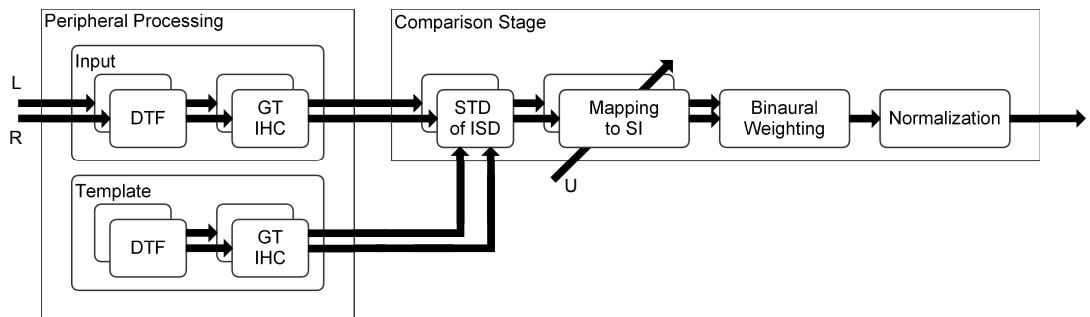 Peripheral Processing
Comparison Stage
Input
L
R
DTF
GT
IHC
STD
of ISD
Mapping
to SI
Binaural
Weighting
Normalization
U
Template
DTF
GT
IHC